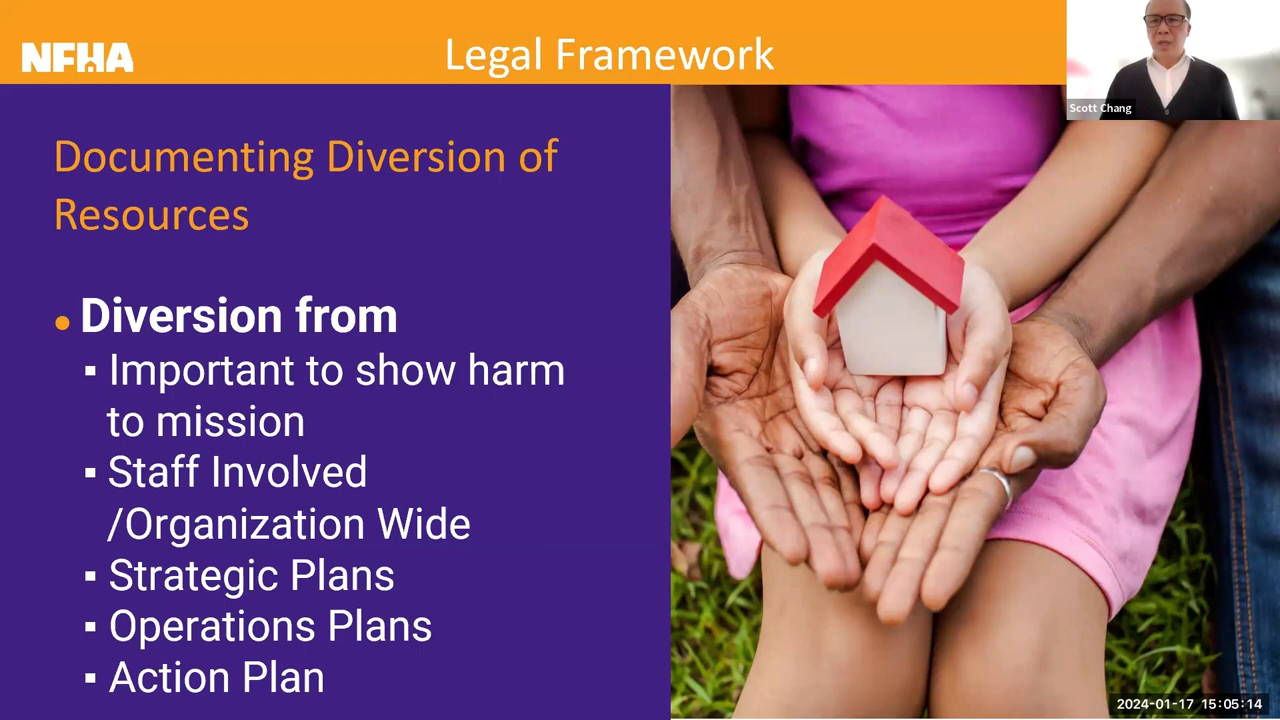 NFHA
Legal Framework
Scott Chang
Documenting Diversion of
Resources
• Diversion from
▪ Important to show harm
to mission
▪ Staff Involved
/Organization Wide
▪ Strategic Plans
▪ Operations Plans
▪ Action Plan
2024-01-17 15:05:14